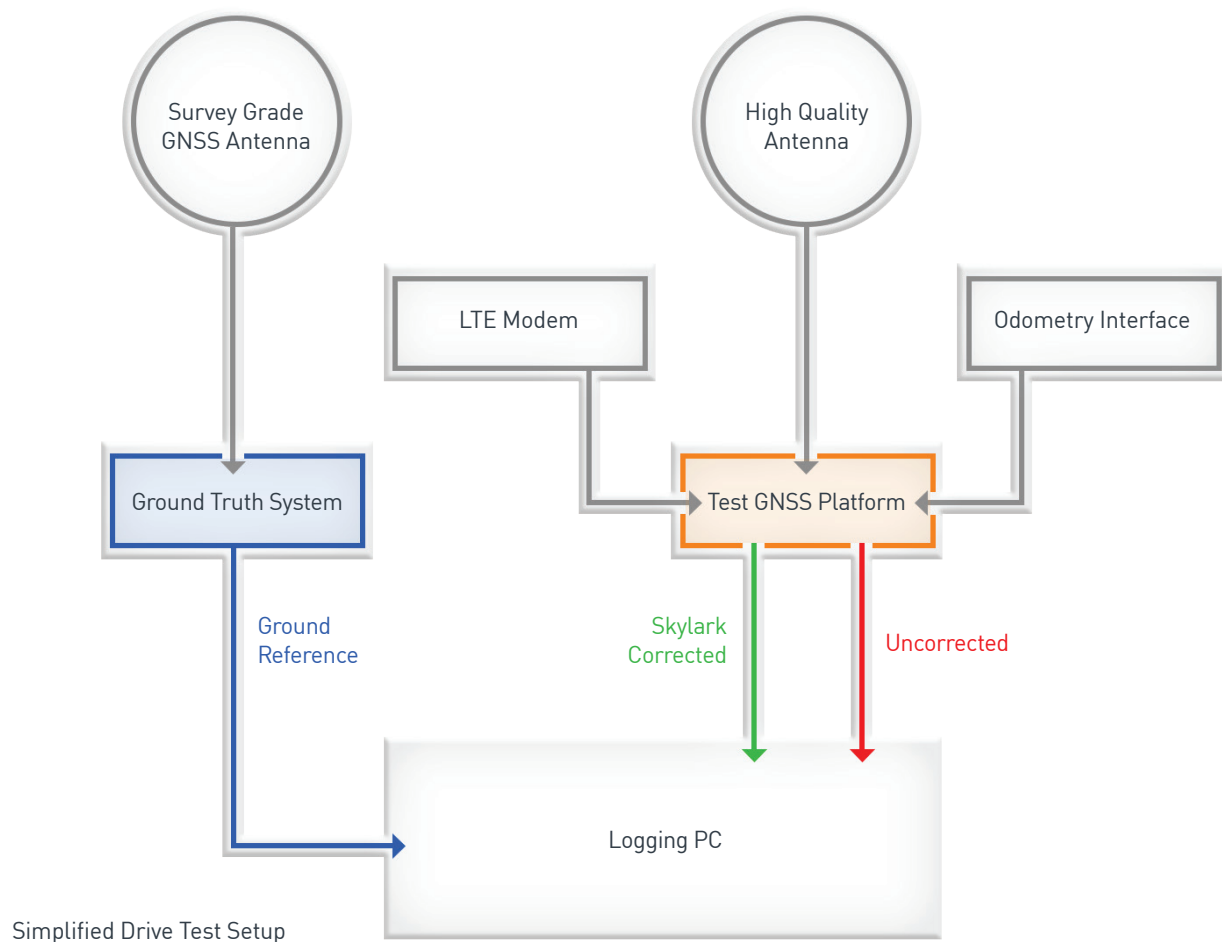 Survey Grade
GNSS Antenna
High Quality
Antenna
LTE Modem
Odometry Interface
Ground Truth System
Test GNSS Platform
Ground
Reference
Skylark
Corrected
Uncorrected
Logging PC
Simplified Drive Test Setup